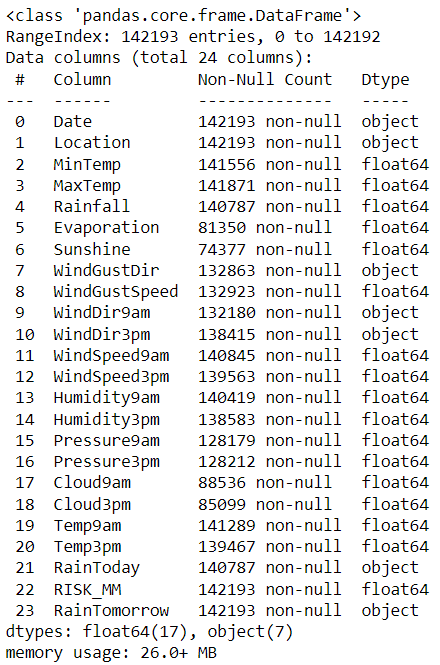 <class 'pandas.core.frame.DataFrame'>
RangeIndex: 142193 entries, 0 to 142192
Data columns (total 24 columns):
 #   Column         Non-Null Count   Dtype
---  ------         --------------   -----
 0   Date           142193 non-null  object
 1   Location       142193 non-null  object
 2   MinTemp        141556 non-null  float64
 3   MaxTemp        141871 non-null  float64
 4   Rainfall       140787 non-null  float64
 5   Evaporation    81350 non-null   float64
 6   Sunshine       74377 non-null   float64
 7   WindGustDir    132863 non-null  object
 8   WindGustSpeed  132923 non-null  float64
 9   WindDir9am     132180 non-null  object
 10  WindDir3pm     138415 non-null  object
 11  WindSpeed9am   140845 non-null  float64
 12  WindSpeed3pm   139563 non-null  float64
 13  Humidity9am    140419 non-null  float64
 14  Humidity3pm    138583 non-null  float64
 15  Pressure9am    128179 non-null  float64
 16  Pressure3pm    128212 non-null  float64
 17  Cloud9am       88536 non-null   float64
 18  Cloud3pm       85099 non-null   float64
 19  Temp9am        141289 non-null  float64
 20  Temp3pm        139467 non-null  float64
 21  RainToday      140787 non-null  object
 22  RISK_MM        142193 non-null  float64
 23  RainTomorrow   142193 non-null  object
dtypes: float64(17), object(7)
memory usage: 26.0+ MB